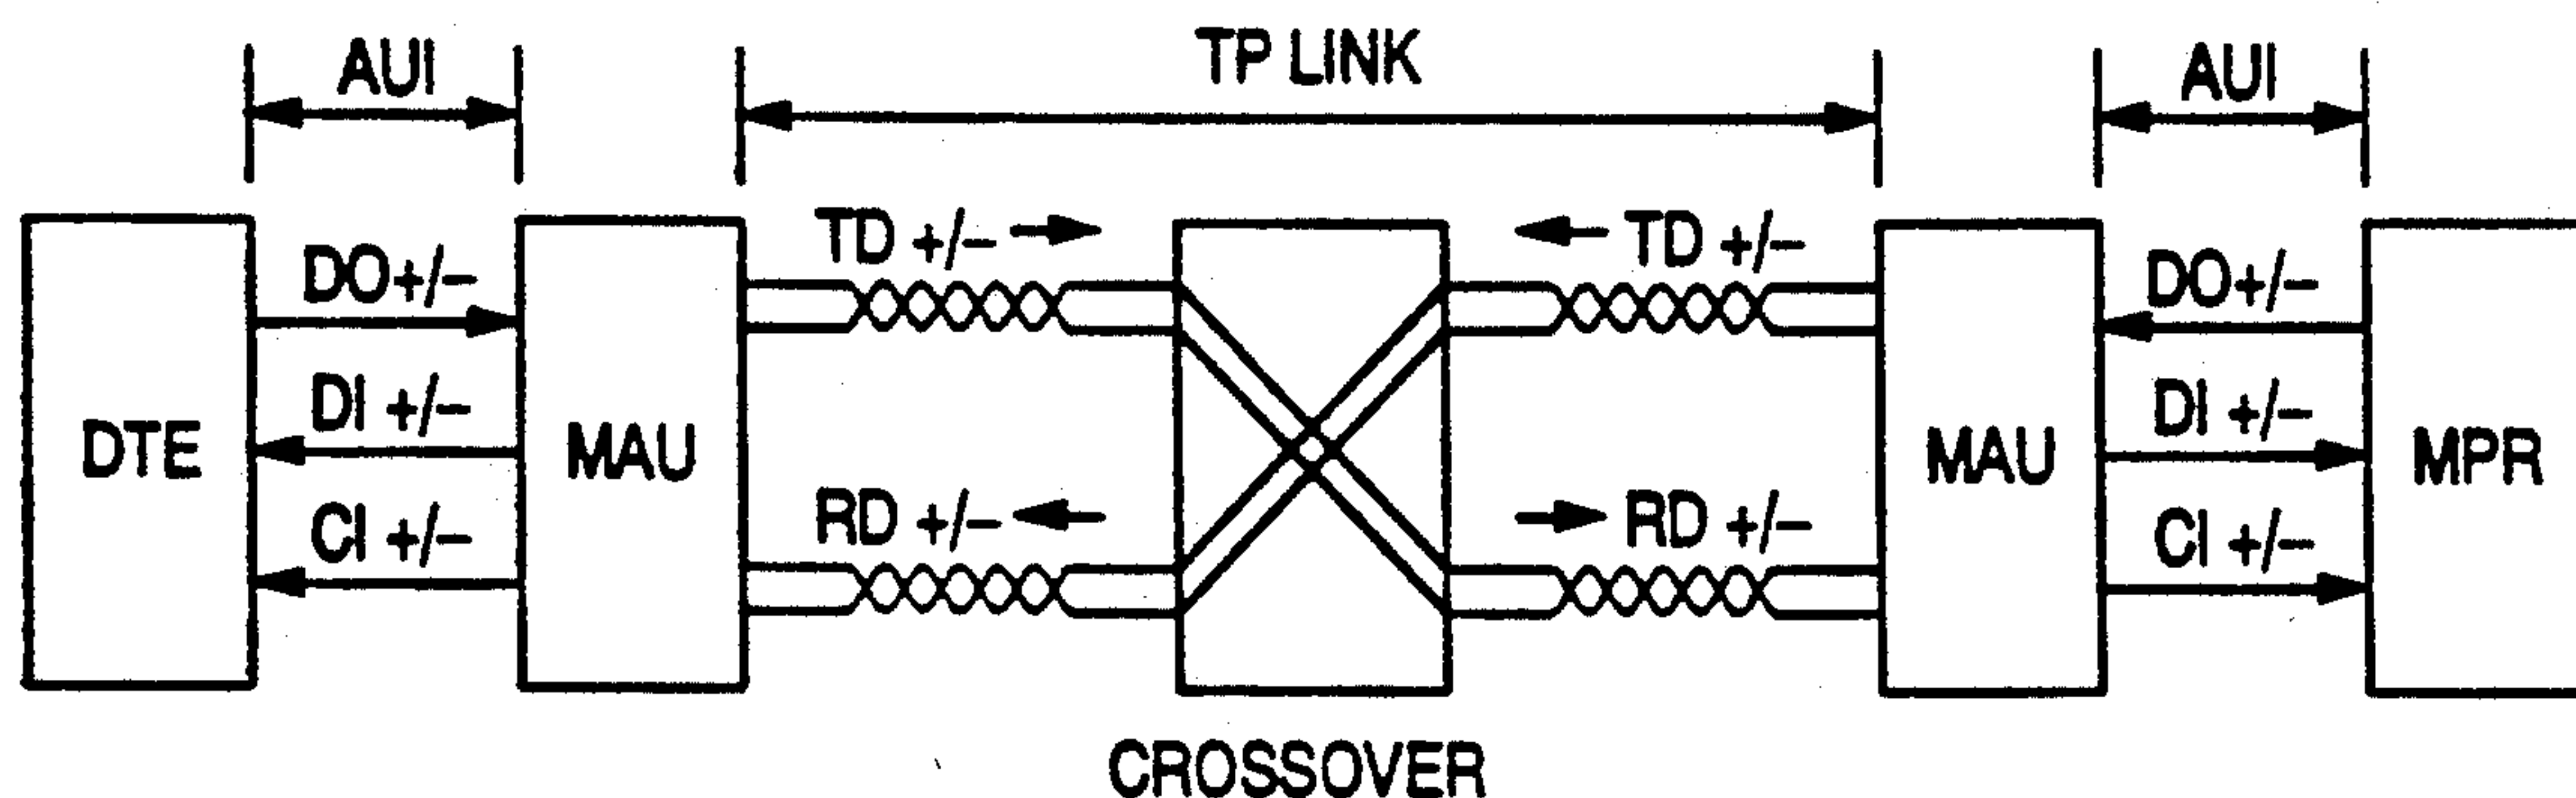 AUI
TP LINK
AUI
TD +/–
TD +/–
DO+/–
DO+/–
DI +/–
DI +/–
DTE
MAU
MAU
MPR
RD +/–
RD +/–
CI +/–
CI +/–
CROSSOVER